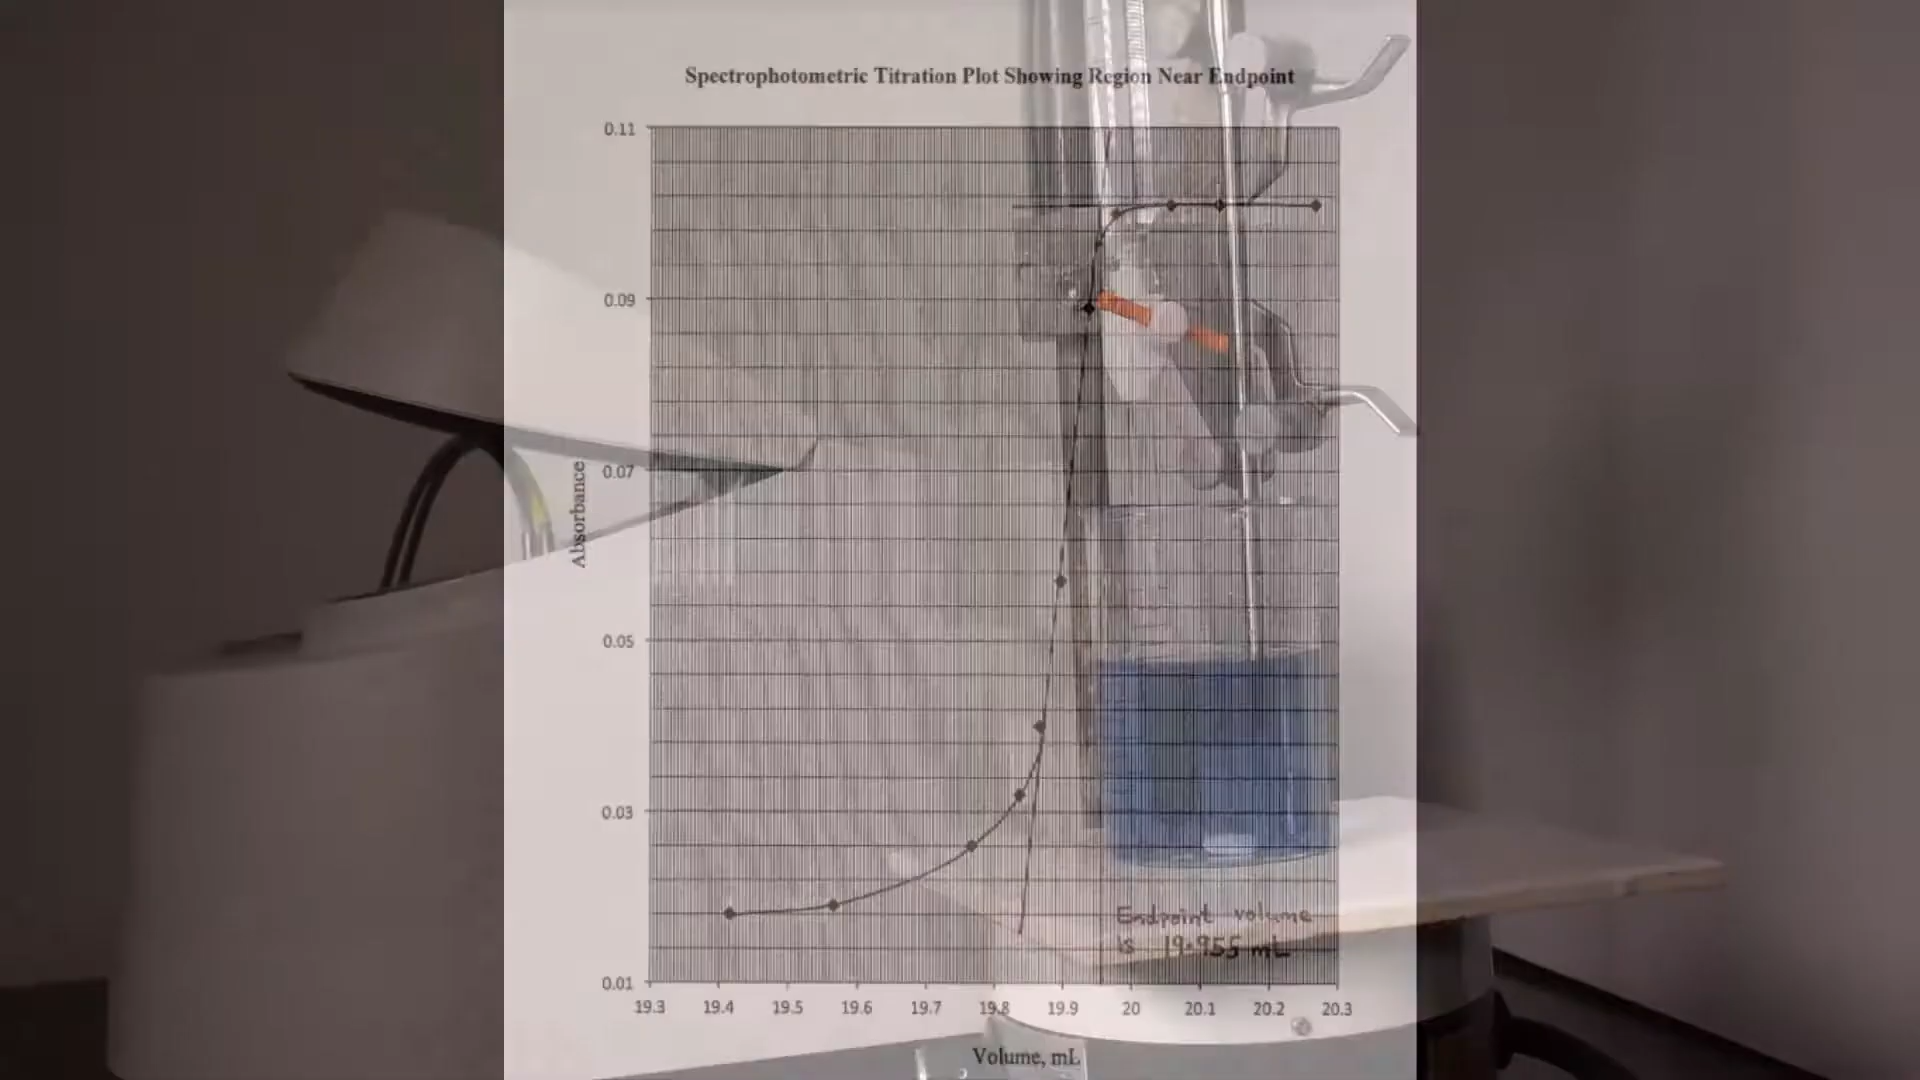 Spectrophotometric Titration Plot Showing Region Near Endpoint
0.11
0.09
0.07
0.05
0.03
0.01
Absorbance
Endpoint volume
is 19.955 mL
19.3 19.4 19.5 19.6 19.7 19.8 19.9 20 20.1 20.2 20.3
Volume, mL